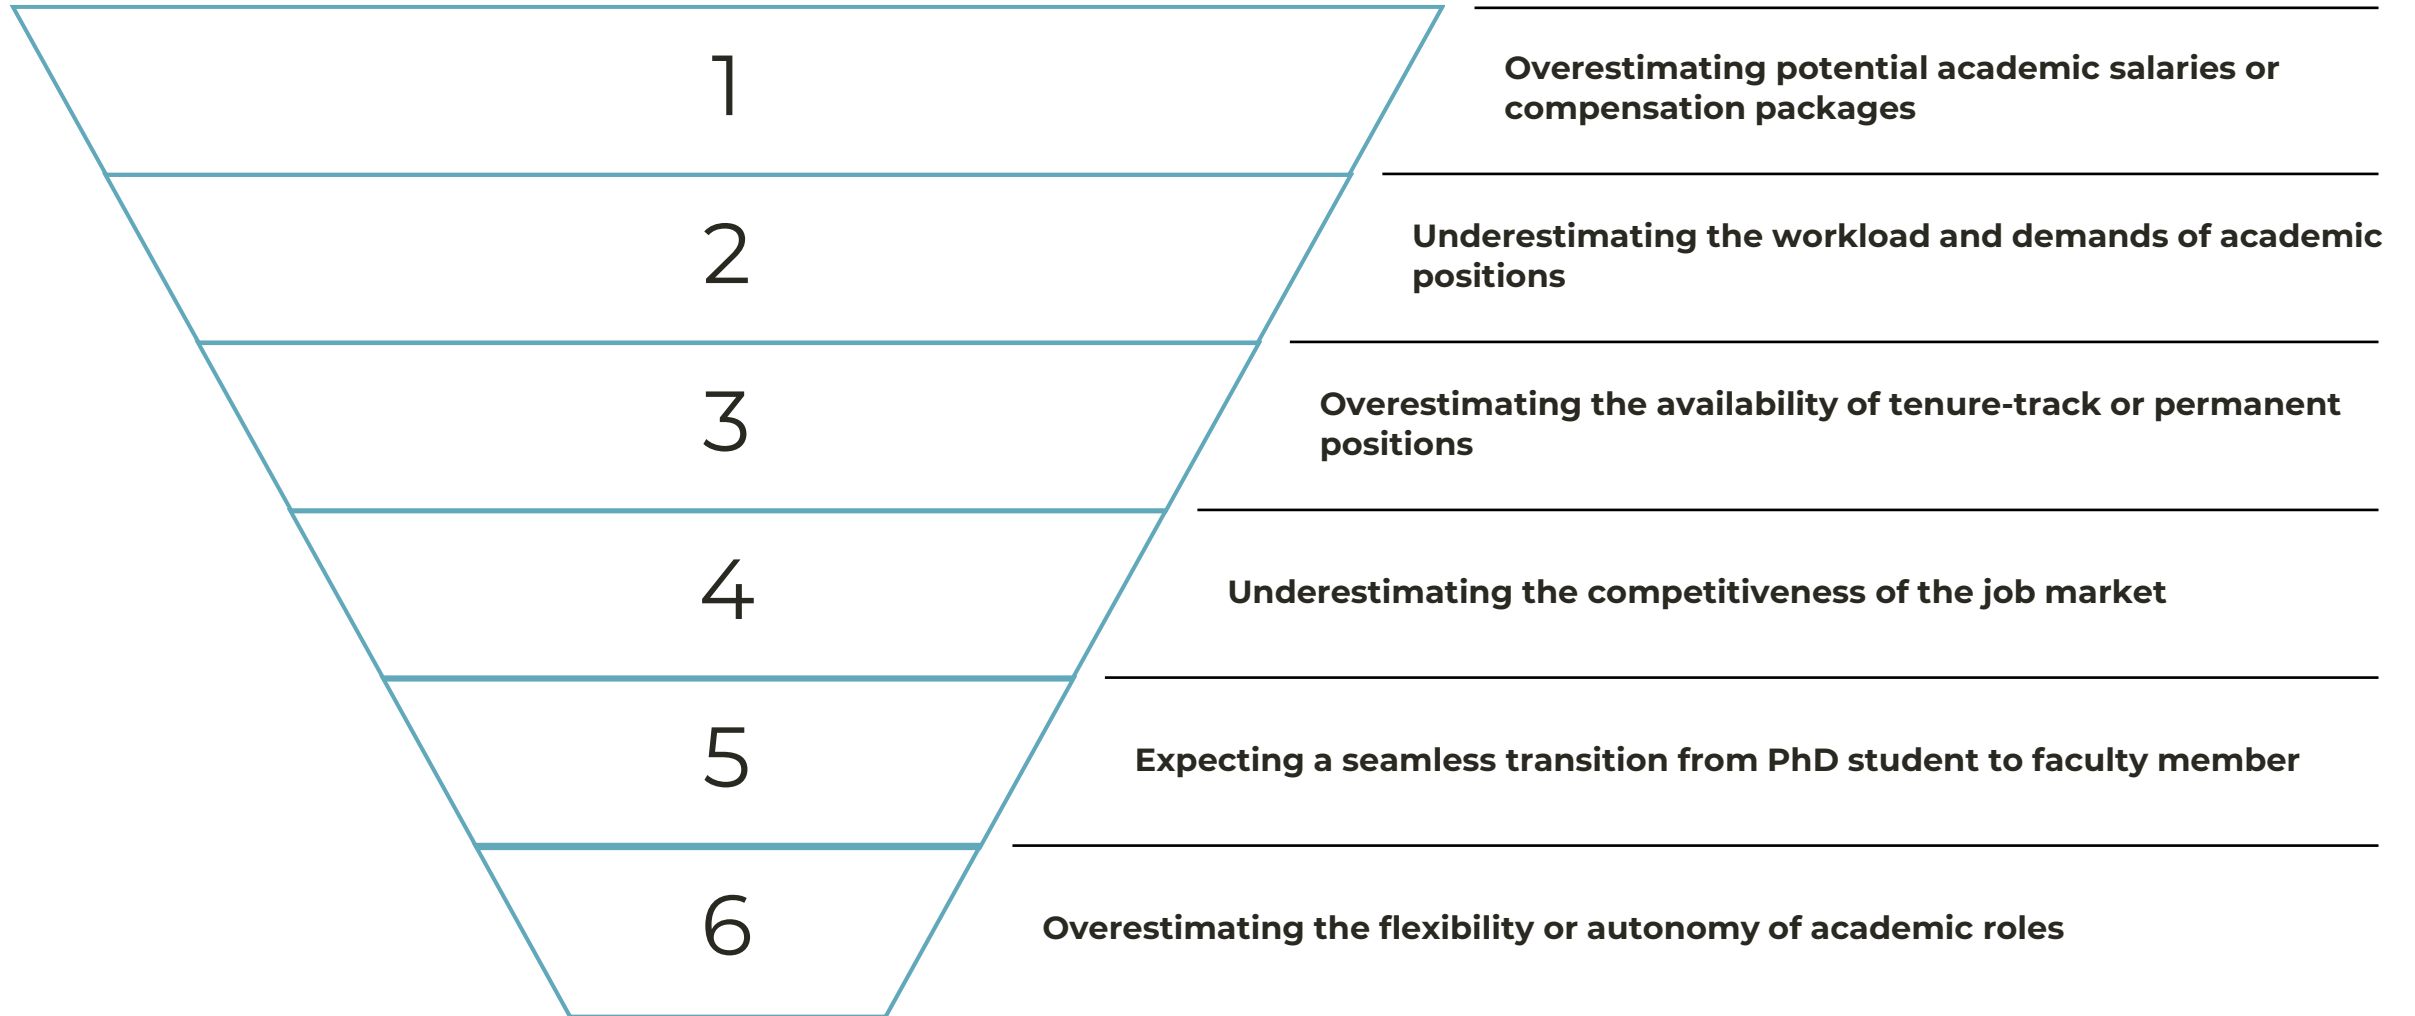 1
Overestimating potential academic salaries or
compensation packages
2
Underestimating the workload and demands of academic
positions
3
Overestimating the availability of tenure-track or permanent
positions
4
Underestimating the competitiveness of the job market
5
Expecting a seamless transition from PhD student to faculty member
6
Overestimating the flexibility or autonomy of academic roles